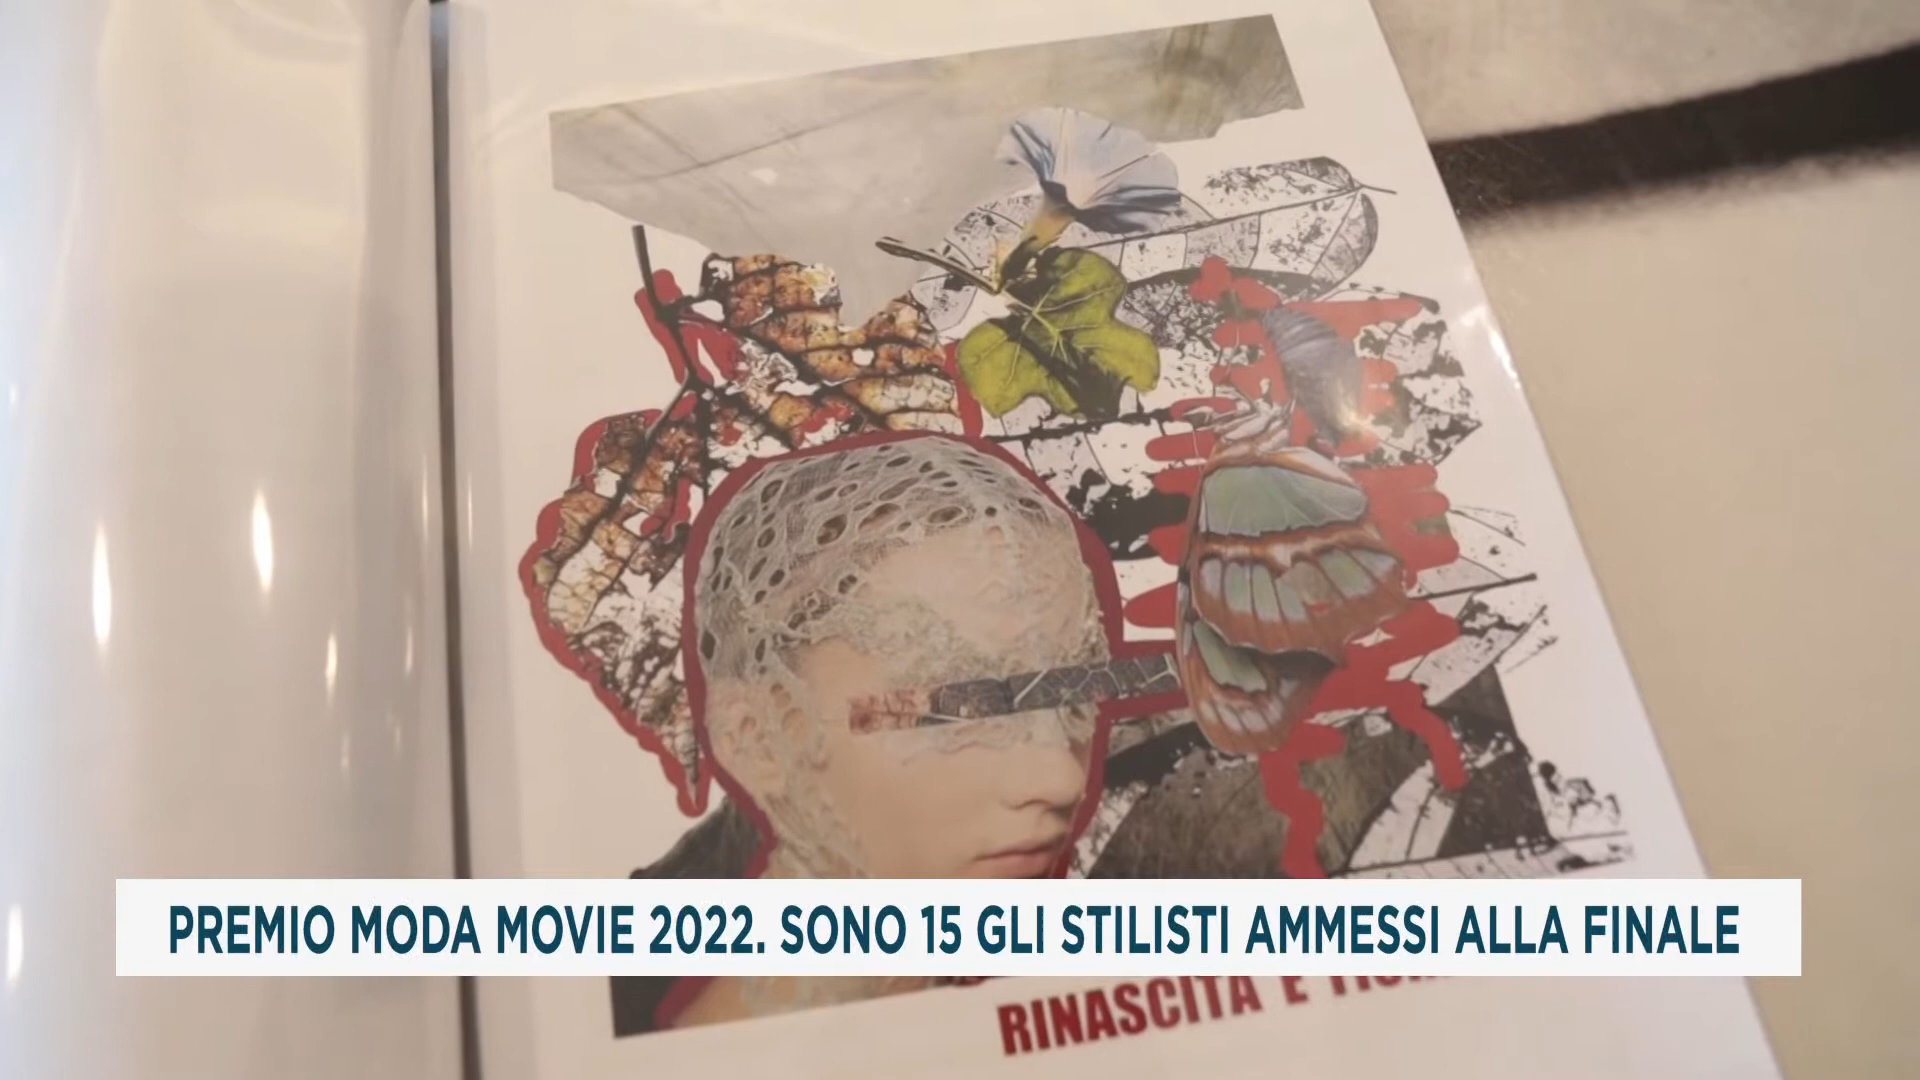 PREMIO MODA MOVIE 2022. SONO 15 GLI STILISTI AMMESSI ALLA FINALE
RINASCITA E